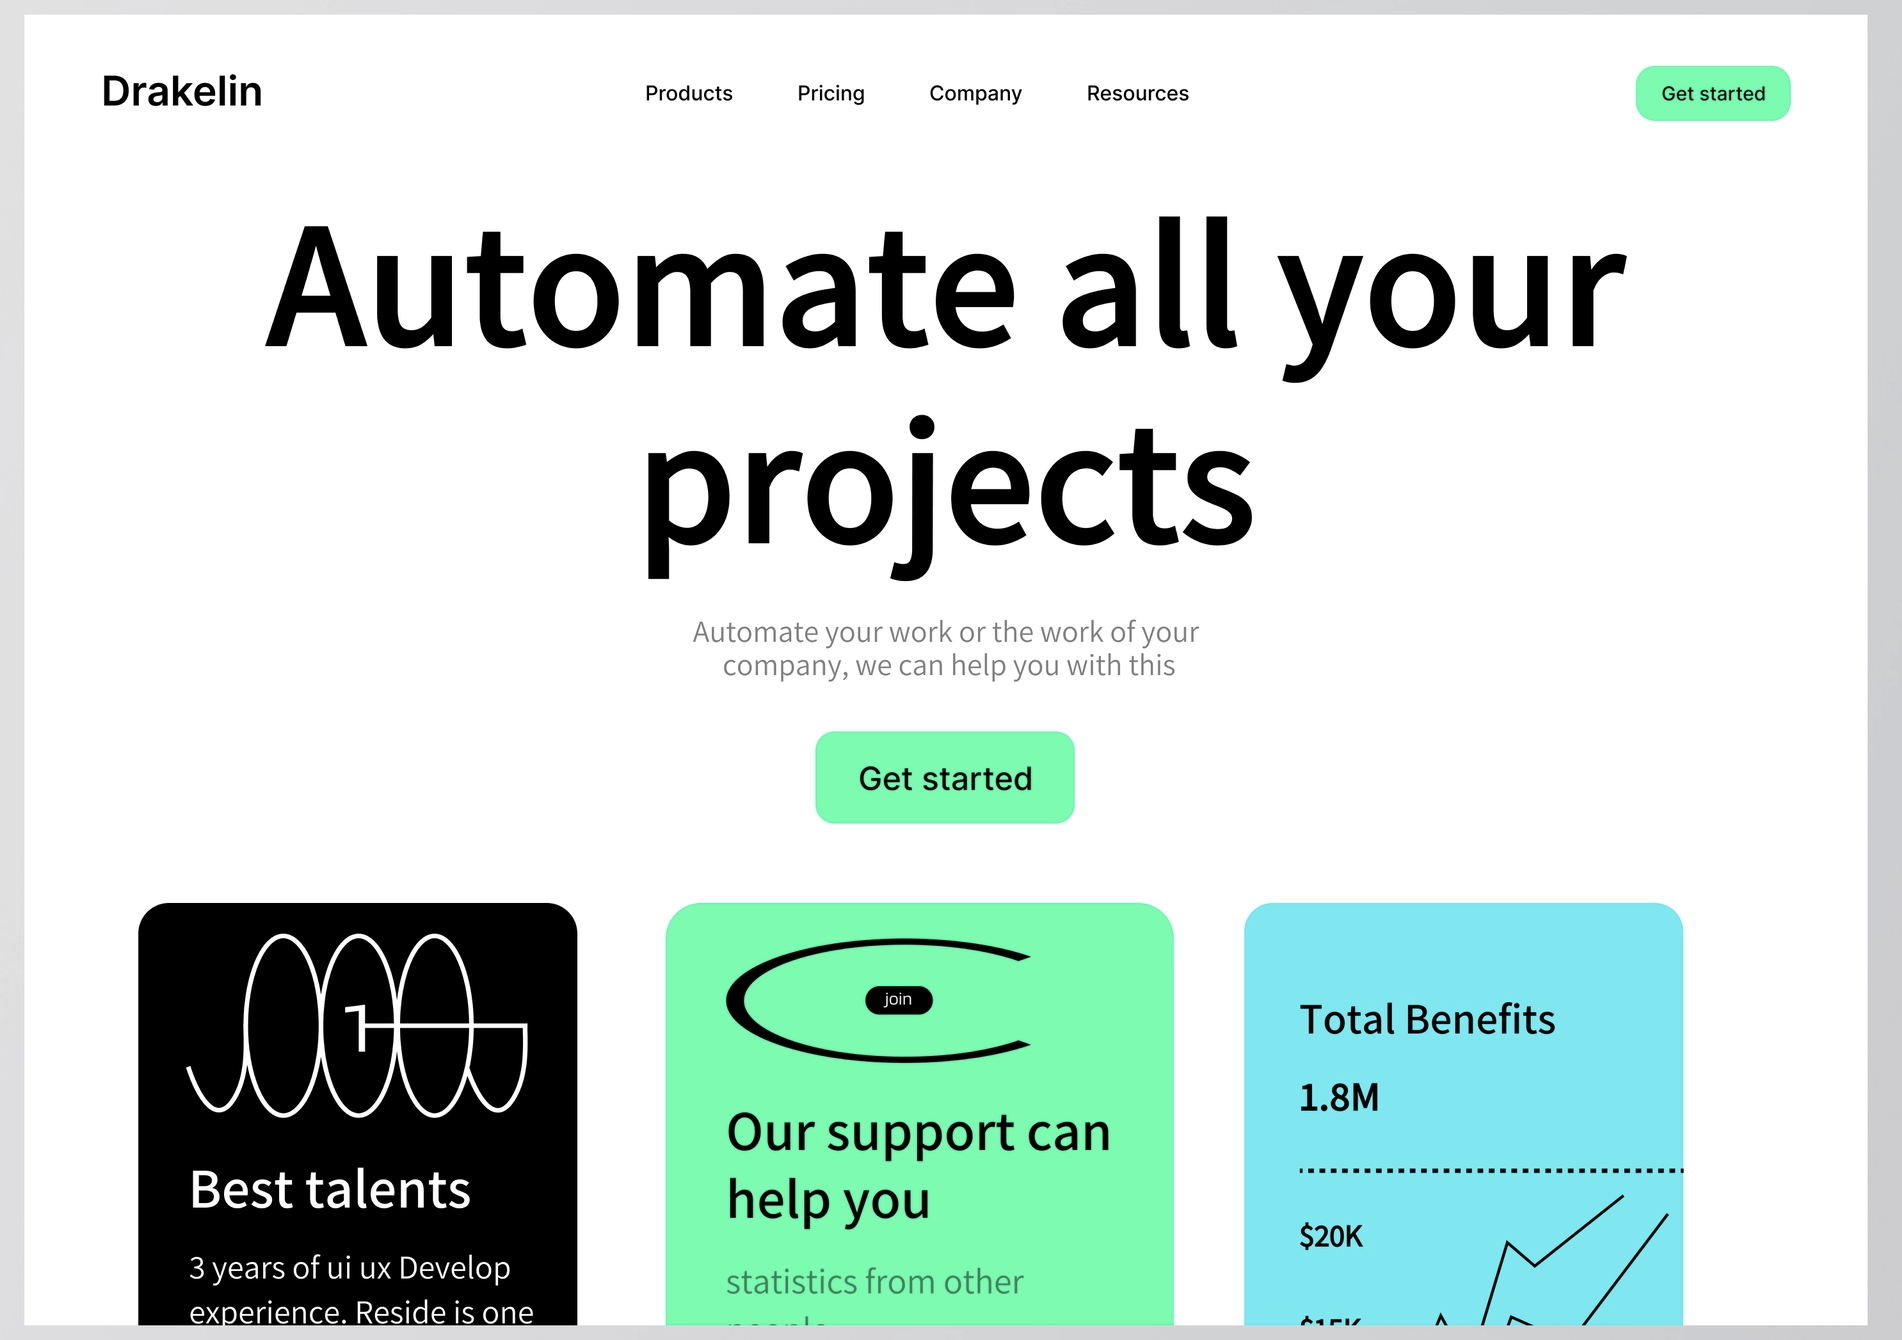 Drakelin
Products
Pricing
Company
Resources
Get started
Automate all your
projects
Automate your work or the work of your
company, we can help you with this
Get started
1
Best talents
3 years of ui ux Develop
experience. Reside is one
join
Our support can
help you
statistics from other
people
Total Benefits
1.8M
$20K
$15K